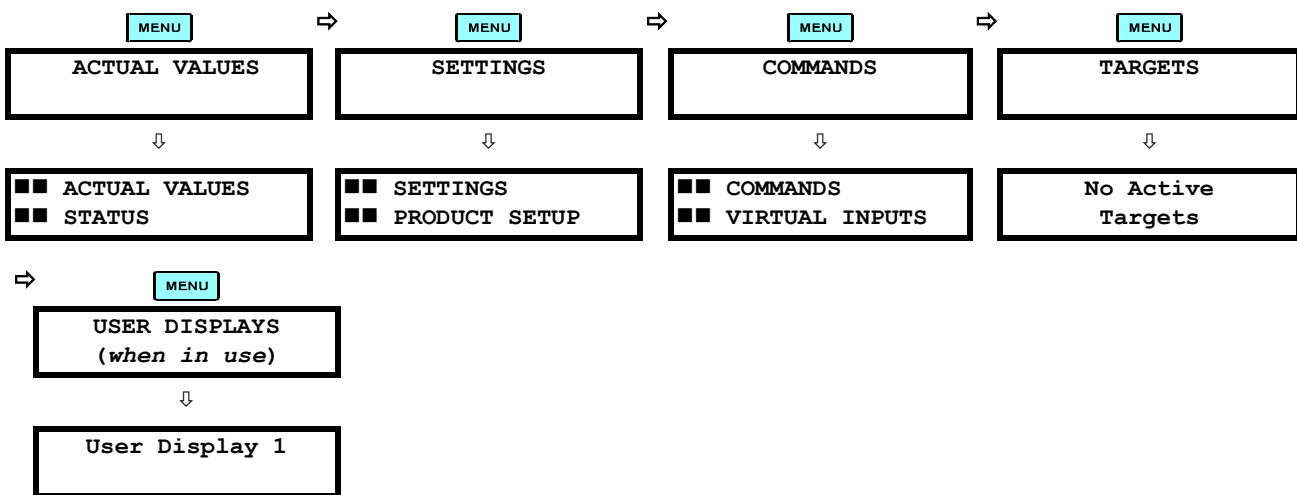 MENU ⇨ MENU ⇨ MENU ⇨ MENU
ACTUAL VALUES
SETTINGS
COMMANDS
TARGETS
⇩ ⇩ ⇩ ⇩
■■ ACTUAL VALUES
■■ STATUS
■■ SETTINGS
■■ PRODUCT SETUP
■■ COMMANDS
■■ VIRTUAL INPUTS
No Active
Targets
⇨ MENU
USER DISPLAYS
(when in use)
⇩
User Display 1